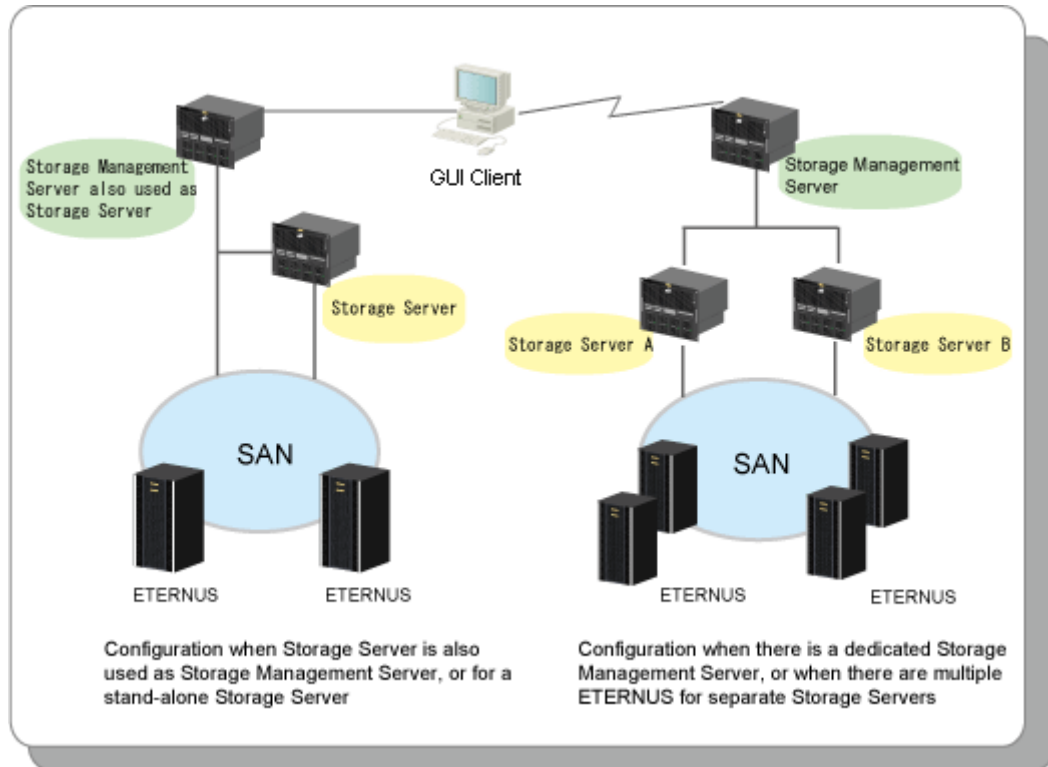 GUI Client
Storage Management
Server also used as
Storage Server
Storage Management
Server
Storage Server
Storage Server A
Storage Server B
SAN
SAN
ETERNUS
ETERNUS
ETERNUS
ETERNUS
Configuration when Storage Server is also
used as Storage Management Server, or for a
stand-alone Storage Server
Configuration when there is a dedicated Storage
Management Server, or when there are multiple
ETERNUS for separate Storage Servers